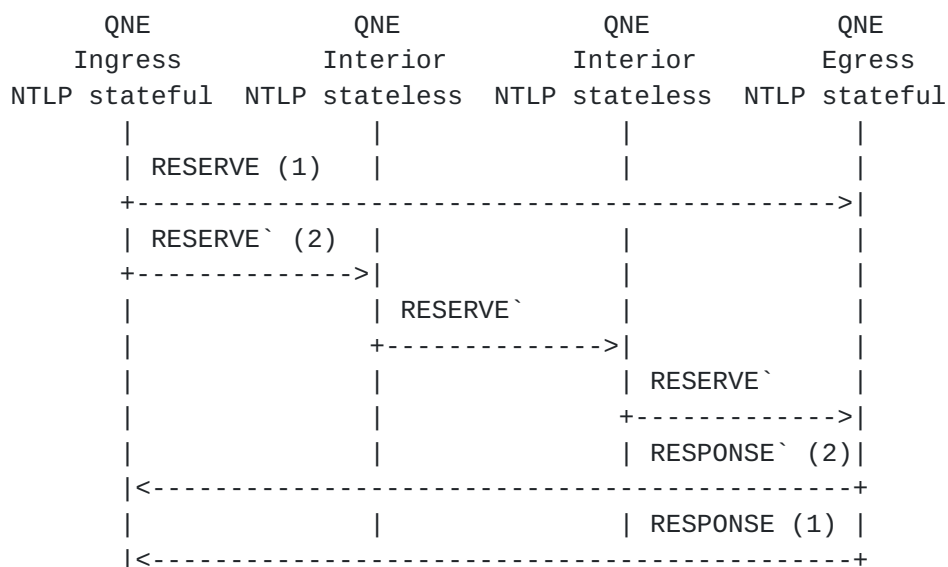 QNE QNE QNE QNE
Ingress Interior Interior Egress
NTLP stateful NTLP stateless NTLP stateless NTLP stateful
| | | |
| RESERVE (1) | | |
+--------------------------------------------->|
| RESERVE` (2) | | |
+-------------->| | |
| | RESERVE` | |
| +-------------->| |
| | | RESERVE` |
| | +------------->|
| | | RESPONSE` (2)|
|<---------------------------------------------+
| | | RESPONSE (1) |
|<---------------------------------------------+